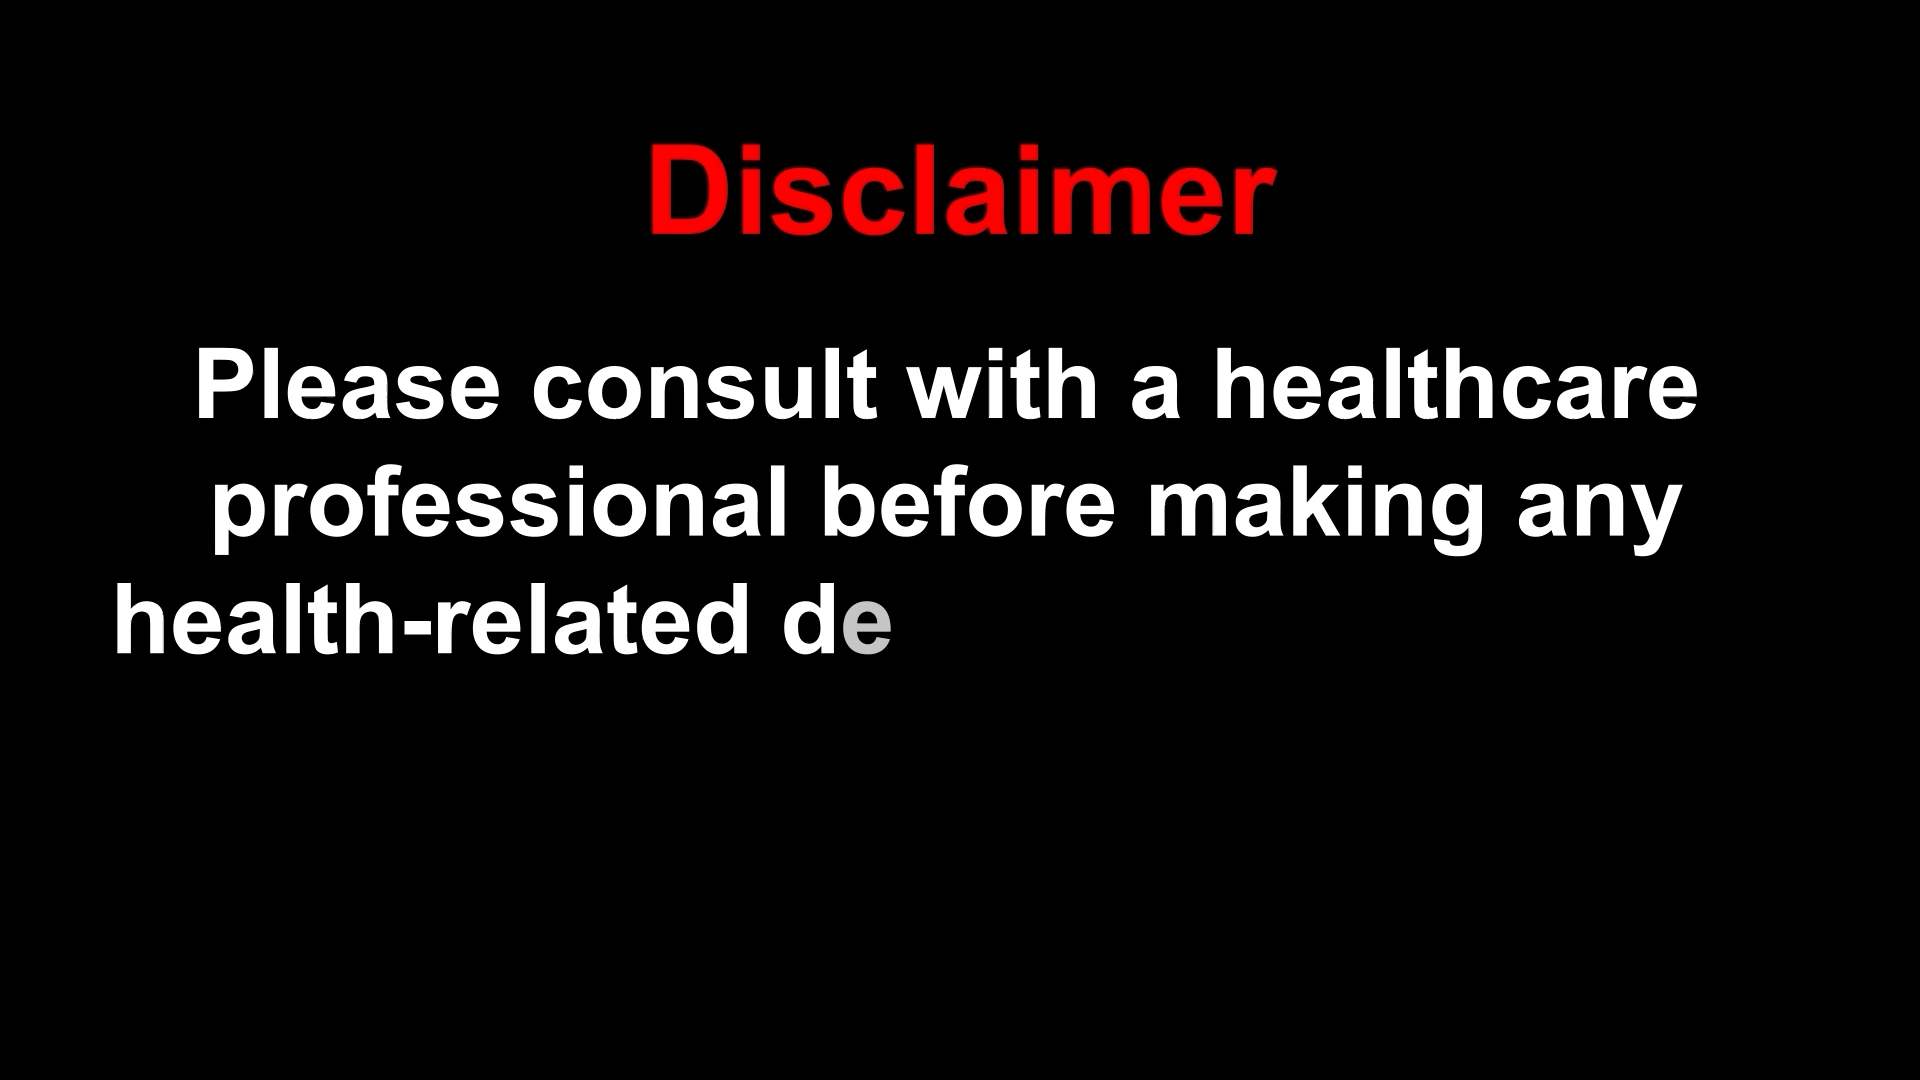 Disclaimer
Please consult with a healthcare
professional before making any
health-related de